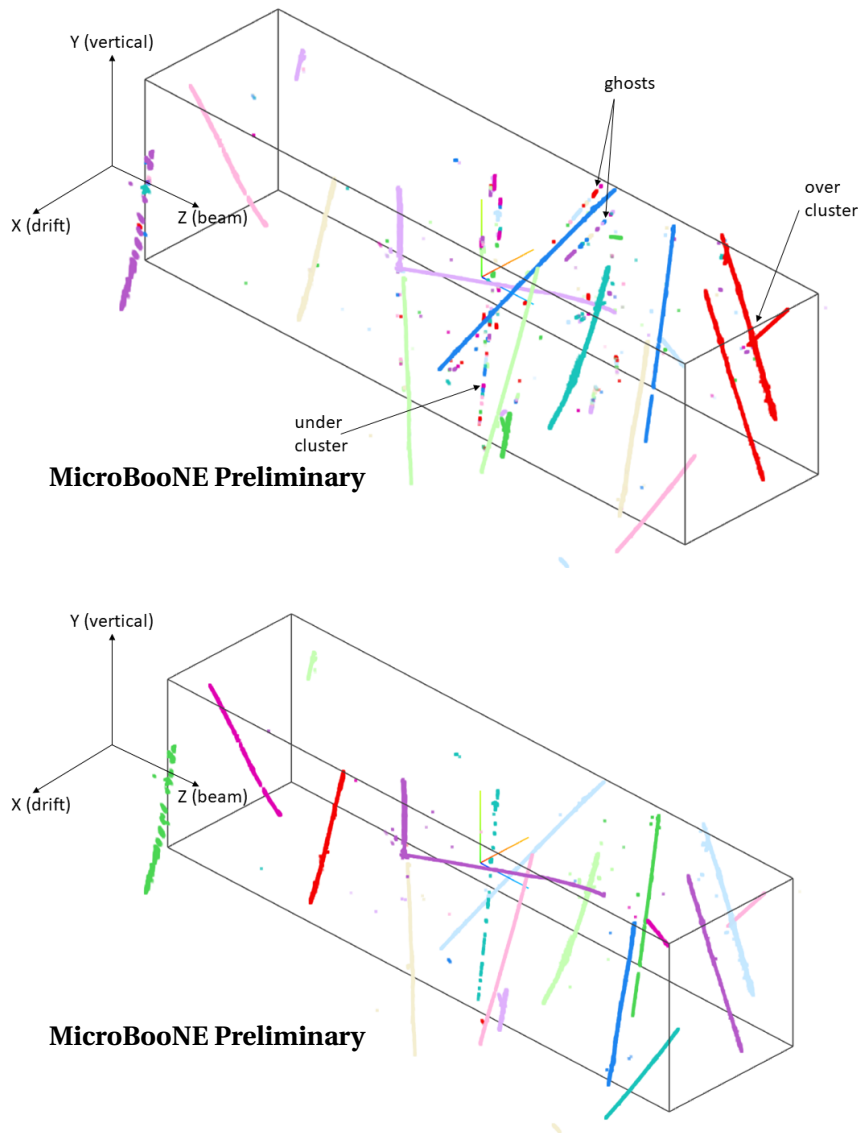 Y (vertical)
ghosts
over
cluster
Z (beam)
X (drift)
under
cluster
MicroBooNE Preliminary
Y (vertical)
Z (beam)
X (drift)
MicroBooNE Preliminary